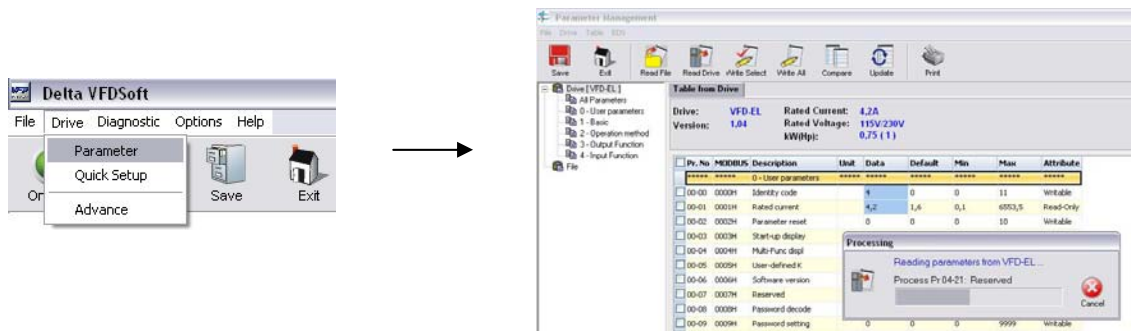 Delta VFDSoft
File Drive Diagnostic Options Help
Parameter
Quick Setup
Advance
Or
Save Exit
Parameter Management
File Drive Table
Save Exit Read File Read Drive Write Select Write All Compare Update Print
Drive [VFD-EL]
All Parameters
0 - User parameters
1 - Basic
2 - Operation method
3 - Output Function
4 - Input Function
File
Table from Drive
Drive: VFD-EL Rated Current: 4,2A
Version: 1.04 Rated Voltage: 115V~230V
kW(Hp): 0,75 ( 1 )
Pr. No MODBUS Description Unit Data Default Min Max Attribute
***** ***** 0 - User parameters ***** ***** ***** ***** ***** *****
00-00 0000H Identity code 4 0 0 11 Writable
00-01 0001H Rated current 4,2 1,6 0,1 6553,5 Read-Only
00-02 0002H Parameter reset 0 0 0 10 Writable
00-03 0003H Start-up display
00-04 0004H Multi-Func displ
00-05 0005H User-defined K
00-06 0006H Software version
00-07 0007H Reserved
00-08 0008H Password decode
00-09 0009H Password setting 0 0 0 9999 Writable
Processing
Reading parameters from VFD-EL ...
Process Pr 04-21: Reserved
Cancel